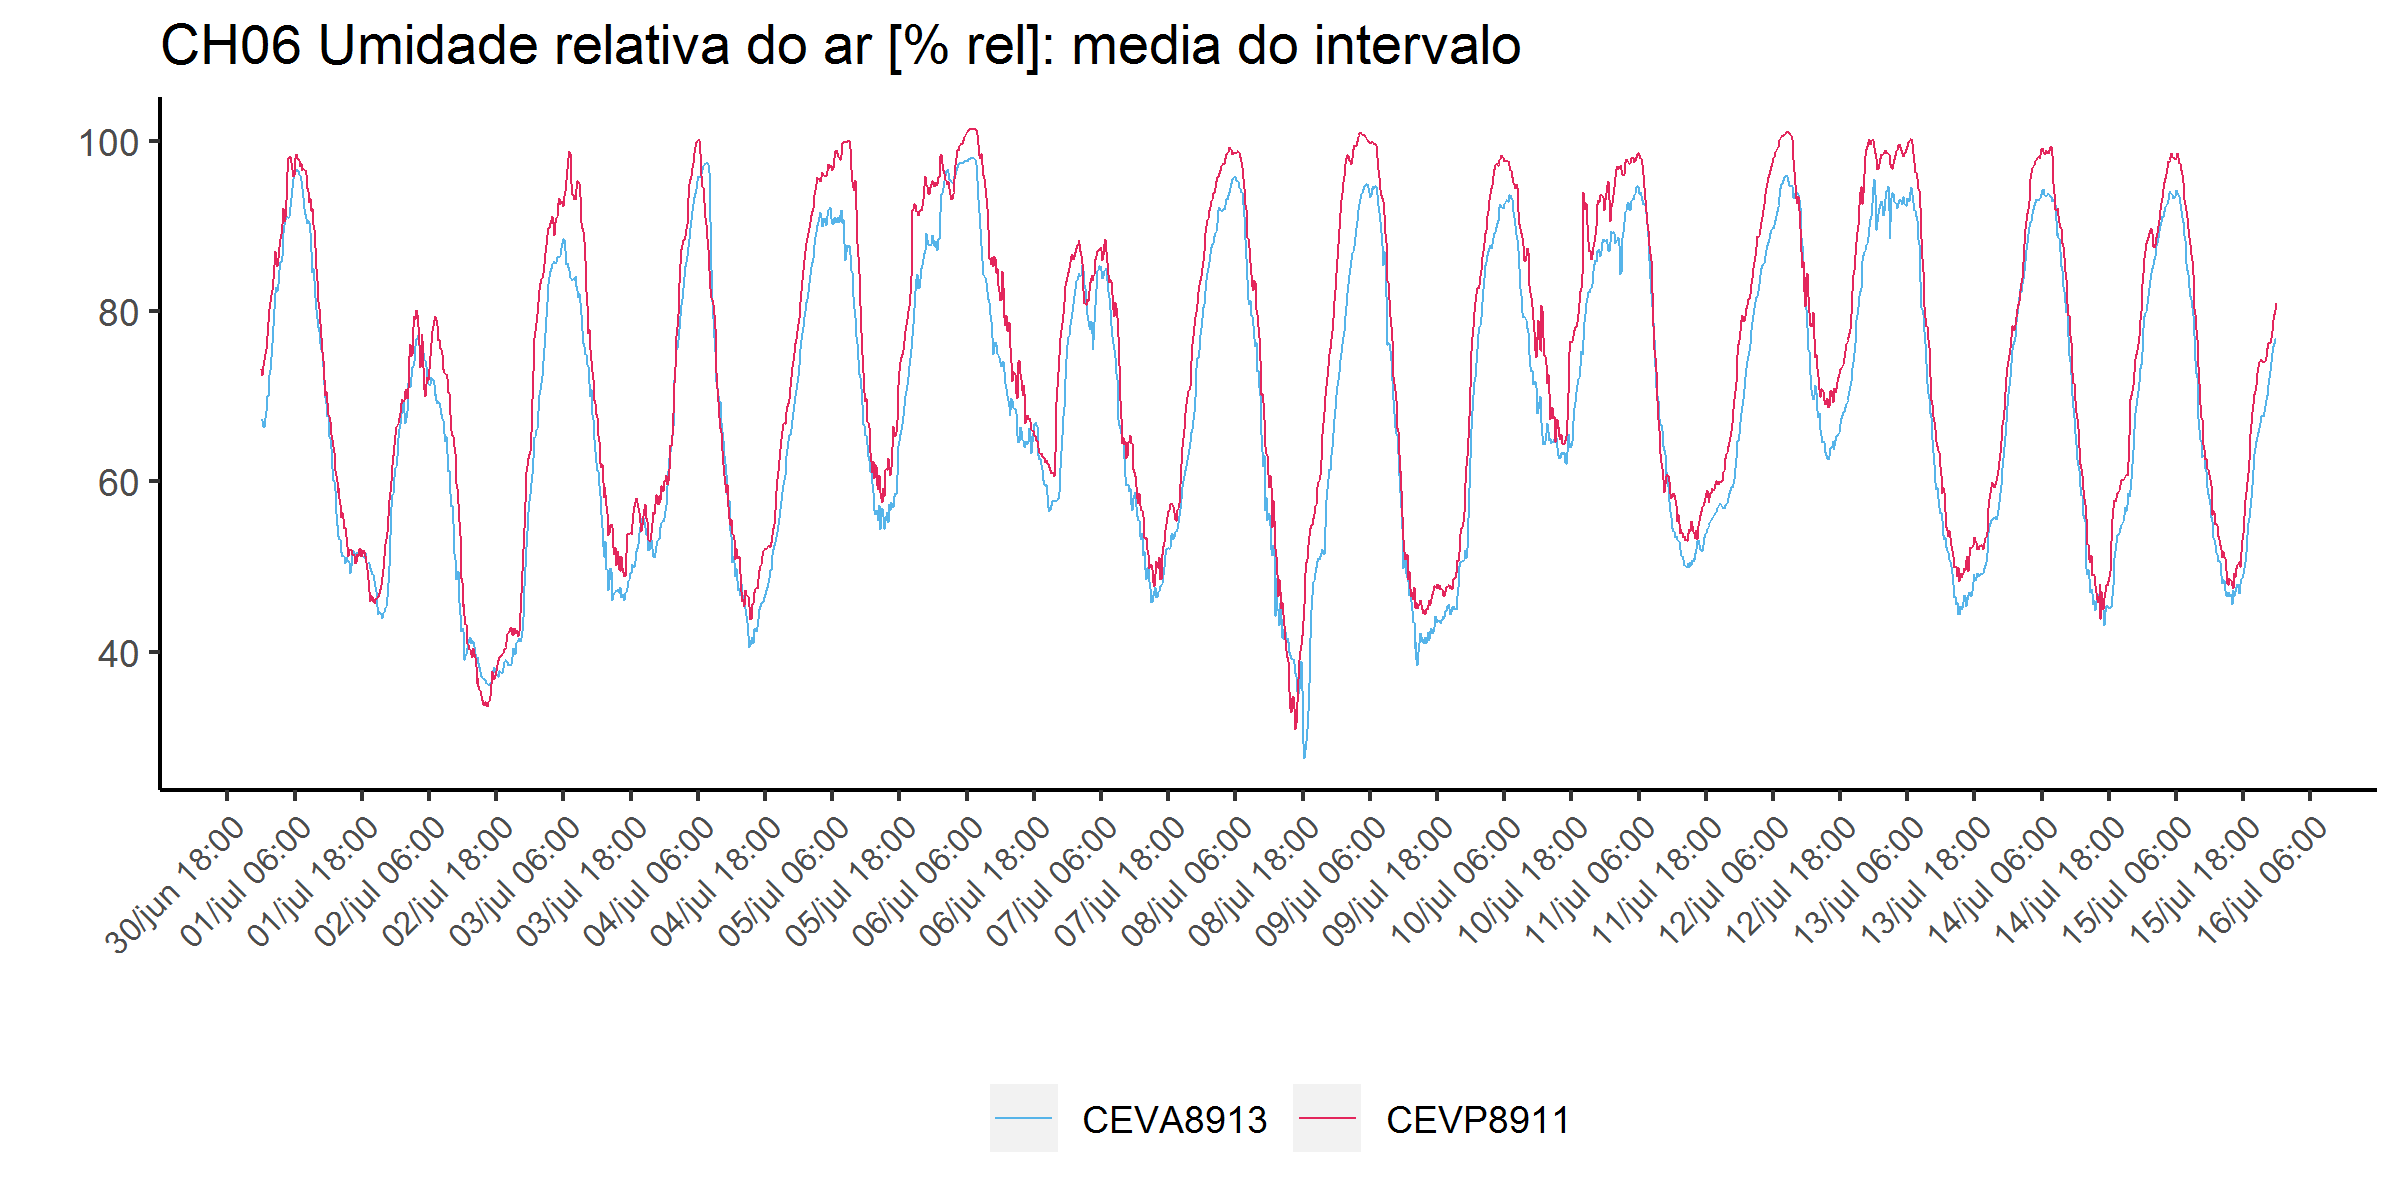 CH06 Umidade relativa do ar [% rel]: media do intervalo
100
80
60
40
30/jun 18:00
01/jul 06:00
01/jul 18:00
02/jul 06:00
02/jul 18:00
03/jul 06:00
03/jul 18:00
04/jul 06:00
04/jul 18:00
05/jul 06:00
05/jul 18:00
06/jul 06:00
06/jul 18:00
07/jul 06:00
07/jul 18:00
08/jul 06:00
08/jul 18:00
09/jul 06:00
09/jul 18:00
10/jul 06:00
10/jul 18:00
11/jul 06:00
11/jul 18:00
12/jul 06:00
12/jul 18:00
13/jul 06:00
13/jul 18:00
14/jul 06:00
14/jul 18:00
15/jul 06:00
15/jul 18:00
16/jul 06:00
CEVA8913
CEVP8911